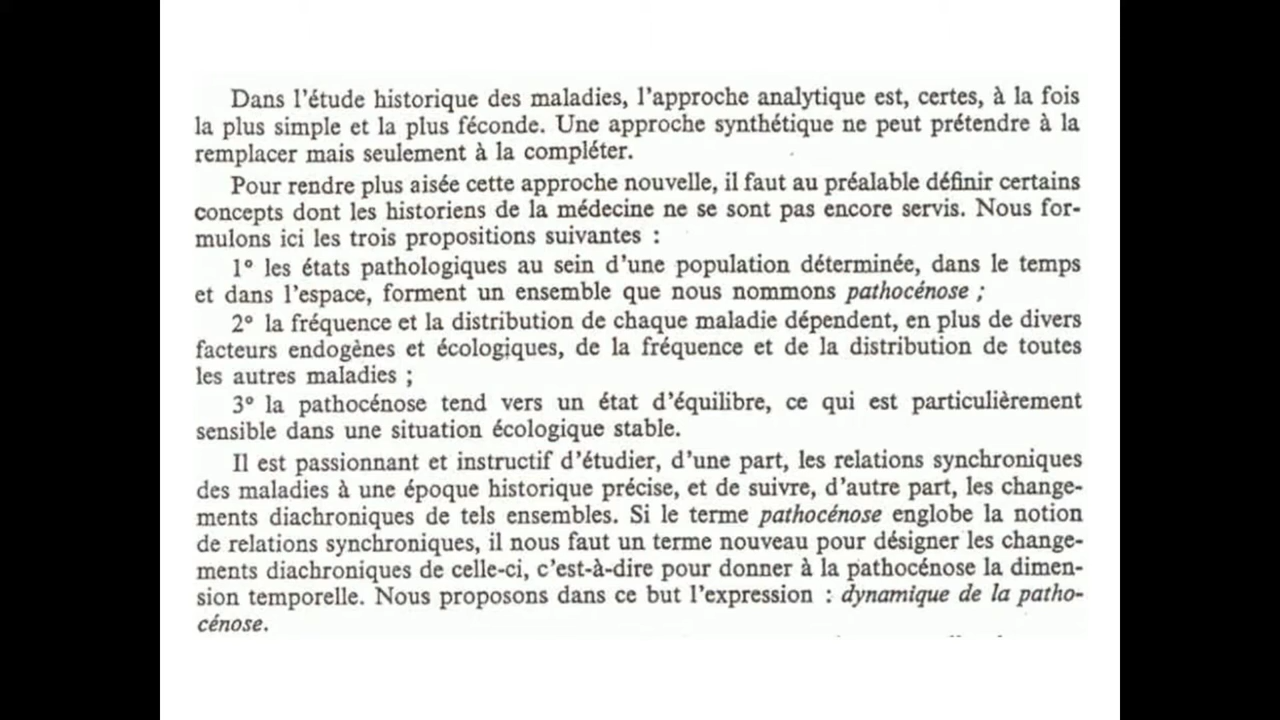 Dans l'étude historique des maladies, l'approche analytique est, certes, à la fois
la plus simple et la plus féconde. Une approche synthétique ne peut prétendre à la
remplacer mais seulement à la compléter.
Pour rendre plus aisée cette approche nouvelle, il faut au préalable définir certains
concepts dont les historiens de la médecine ne se sont pas encore servis. Nous for-
mulons ici les trois propositions suivantes :
1° les états pathologiques au sein d'une population déterminée, dans le temps
et dans l'espace, forment un ensemble que nous nommons pathocénose ;
2° la fréquence et la distribution de chaque maladie dépendent, en plus de divers
facteurs endogènes et écologiques, de la fréquence et de la distribution de toutes
les autres maladies ;
3° la pathocénose tend vers un état d'équilibre, ce qui est particulièrement
sensible dans une situation écologique stable.
Il est passionnant et instructif d'étudier, d'une part, les relations synchroniques
des maladies à une époque historique précise, et de suivre, d'autre part, les change-
ments diachroniques de tels ensembles. Si le terme pathocénose englobe la notion
de relations synchroniques, il nous faut un terme nouveau pour désigner les change-
ments diachroniques de celle-ci, c'est-à-dire pour donner à la pathocénose la dimen-
sion temporelle. Nous proposons dans ce but l'expression : dynamique de la patho-
cénose.